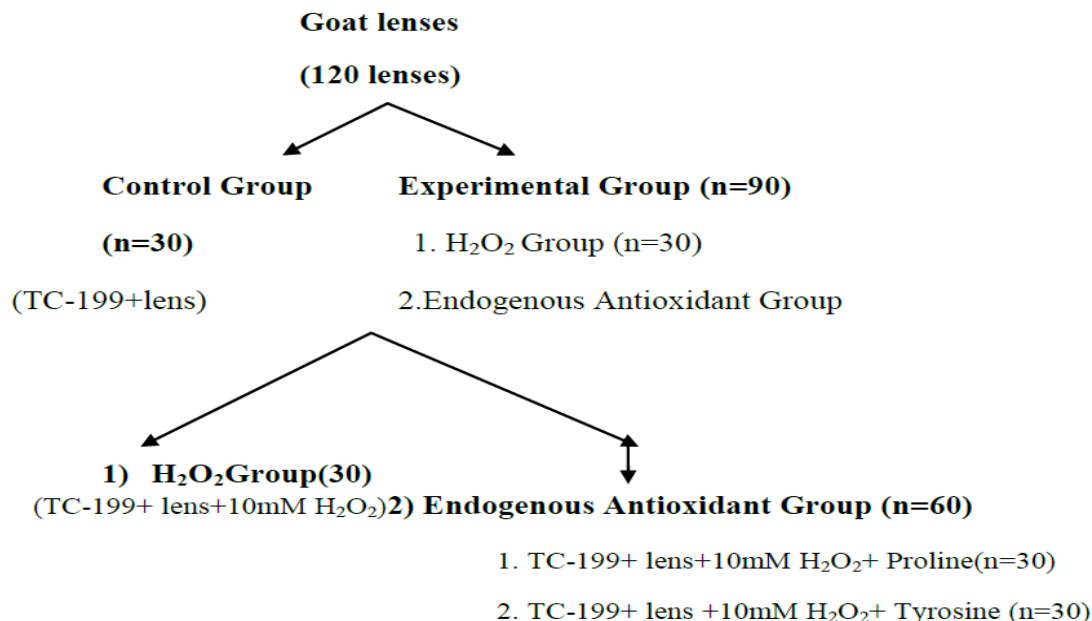 Goat lenses
(120 lenses)
Control Group
(n=30)
(TC-199+lens)
Experimental Group (n=90)
1. H₂O₂ Group (n=30)
2.Endogenous Antioxidant Group
1) H₂O₂Group(30)
(TC-199+ lens+10mM H₂O₂)
2) Endogenous Antioxidant Group (n=60)
1. TC-199+ lens+10mM H₂O₂+ Proline(n=30)
2. TC-199+ lens +10mM H₂O₂+ Tyrosine (n=30)